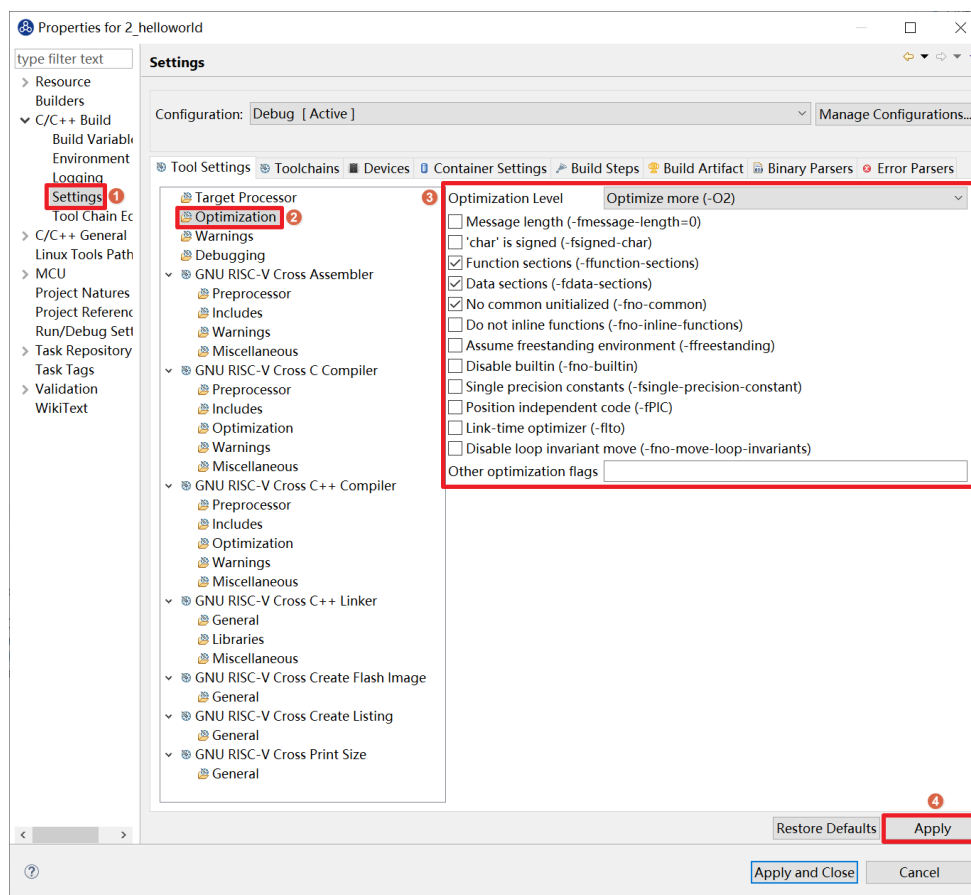 Properties for 2_helloworld
type filter text
Resource
Builders
C/C++ Build
Build Variable
Environment
Logging
Settings 1
Tool Chain Ec
C/C++ General
Linux Tools Path
MCU
Project Natures
Project Referenc
Run/Debug Sett
Task Repository
Task Tags
Validation
WikiText
Settings
Configuration: Debug [ Active ] Manage Configurations...
Tool Settings Toolchains Devices Container Settings Build Steps Build Artifact Binary Parsers Error Parsers
Target Processor
Optimization 2
Warnings
Debugging
GNU RISC-V Cross Assembler
Preprocessor
Includes
Warnings
Miscellaneous
GNU RISC-V Cross C Compiler
Preprocessor
Includes
Optimization
Warnings
Miscellaneous
GNU RISC-V Cross C++ Compiler
Preprocessor
Includes
Optimization
Warnings
Miscellaneous
GNU RISC-V Cross C++ Linker
General
Libraries
Miscellaneous
GNU RISC-V Cross Create Flash Image
General
GNU RISC-V Cross Create Listing
General
GNU RISC-V Cross Print Size
General
3
Optimization Level Optimize more (-O2)
Message length (-fmessage-length=0)
'char' is signed (-fsigned-char)
Function sections (-ffunction-sections)
Data sections (-fdata-sections)
No common unitialized (-fno-common)
Do not inline functions (-fno-inline-functions)
Assume freestanding environment (-ffreestanding)
Disable builtin (-fno-builtin)
Single precision constants (-fsingle-precision-constant)
Position independent code (-fPIC)
Link-time optimizer (-flto)
Disable loop invariant move (-fno-move-loop-invariants)
Other optimization flags
4
Restore Defaults Apply
? Apply and Close Cancel